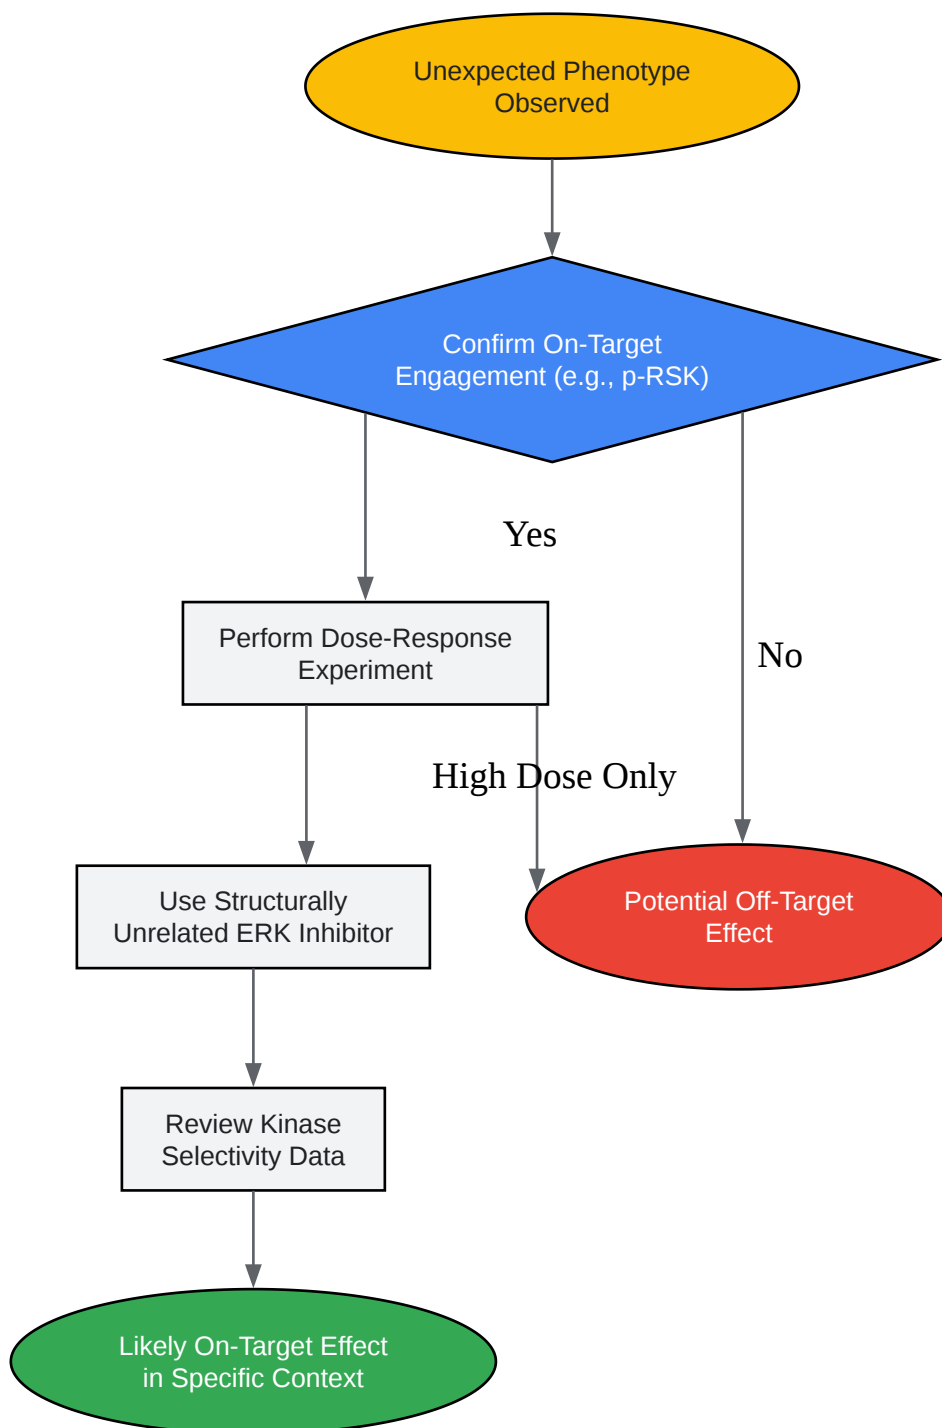 Unexpected Phenotype
Observed
Confirm On-Target
Engagement (e.g., p-RSK)
Yes
Perform Dose-Response
Experiment
No
High Dose Only
Use Structurally
Unrelated ERK Inhibitor
Potential Off-Target
Effect
Review Kinase
Selectivity Data
Likely On-Target Effect
in Specific Context